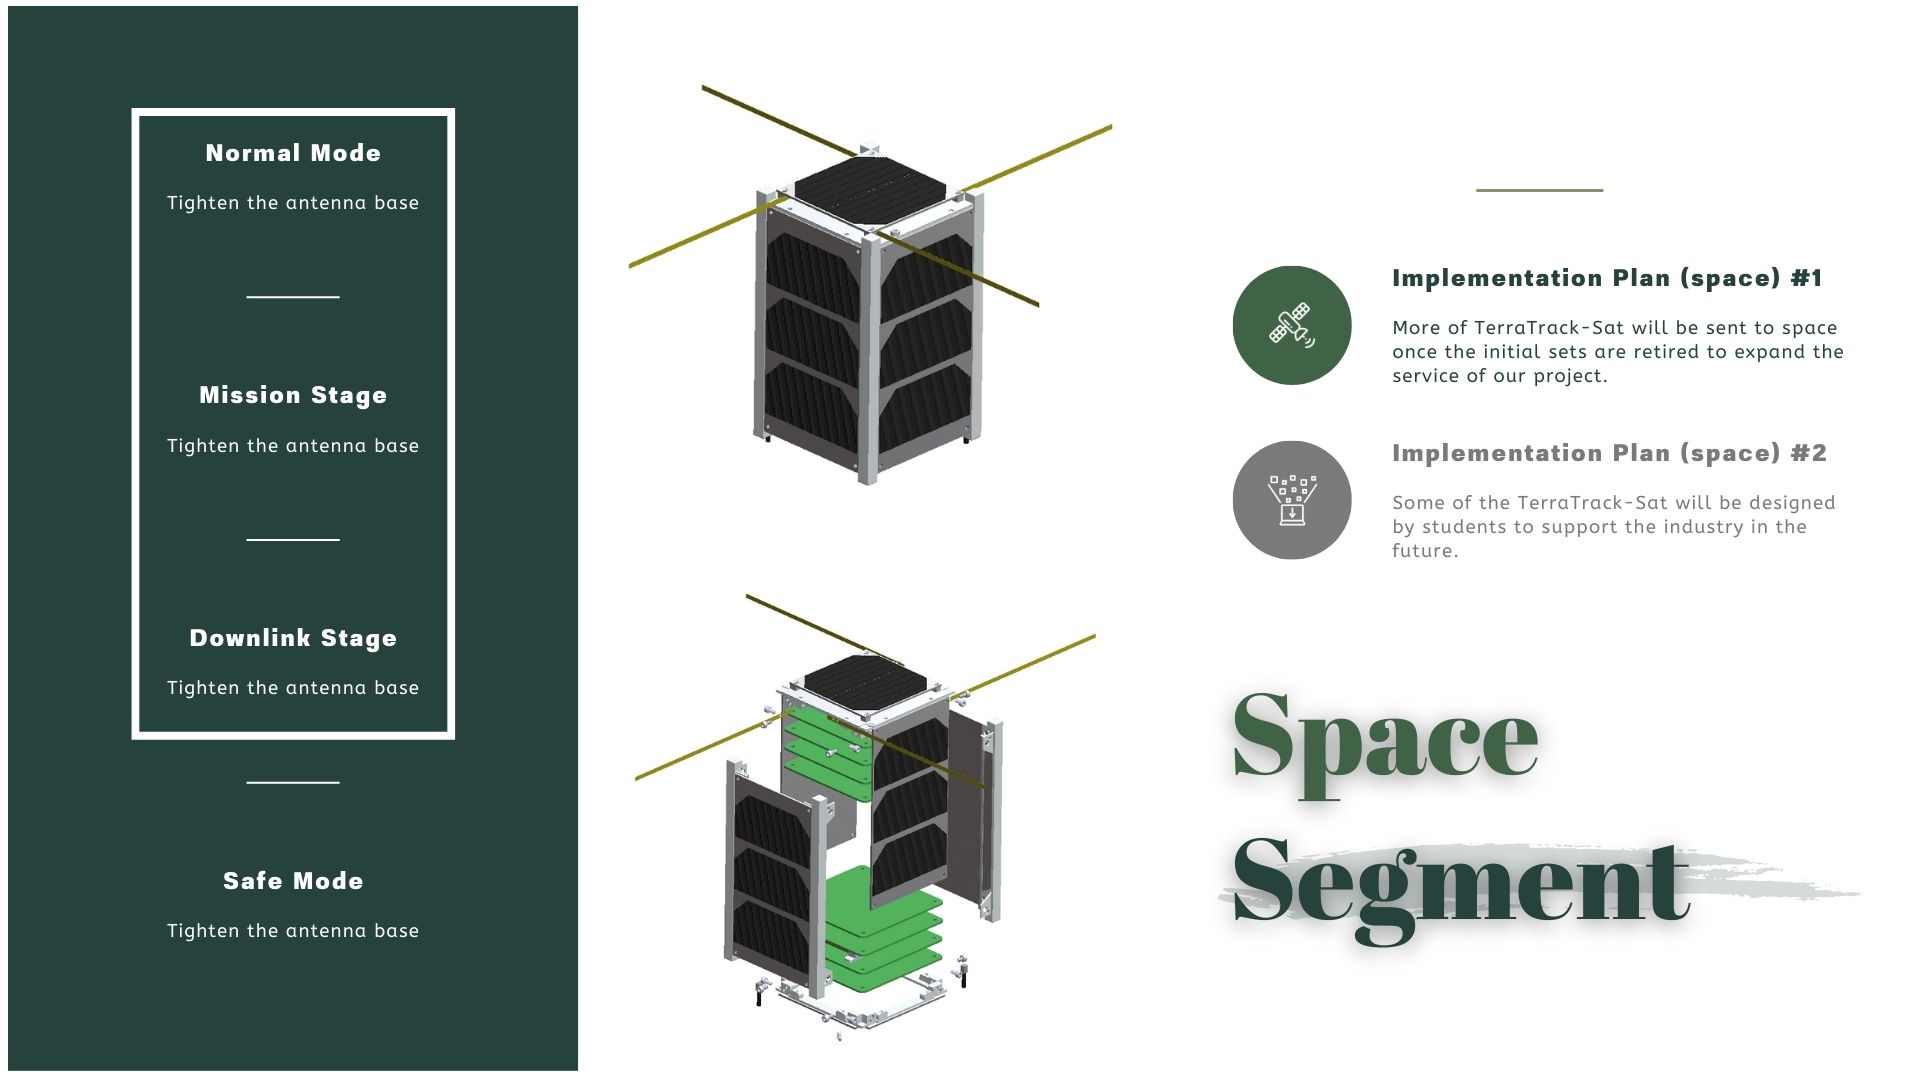 Normal Mode
Tighten the antenna base
Mission Stage
Tighten the antenna base
Downlink Stage
Tighten the antenna base
Safe Mode
Tighten the antenna base
Implementation Plan (space) #1
More of TerraTrack-Sat will be sent to space
once the initial sets are retired to expand the
service of our project.
Implementation Plan (space) #2
Some of the TerraTrack-Sat will be designed
by students to support the industry in the
future.
Space
Segment